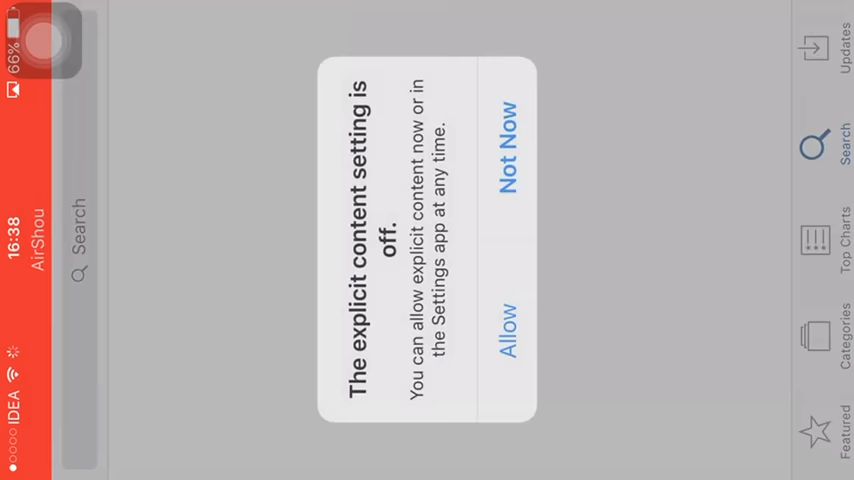 IDEA 16:38 66%
AirShou
Search
The explicit content setting is
off.
You can allow explicit content now or in
the Settings app at any time.
Allow Not Now
Featured Categories Top Charts Search Updates